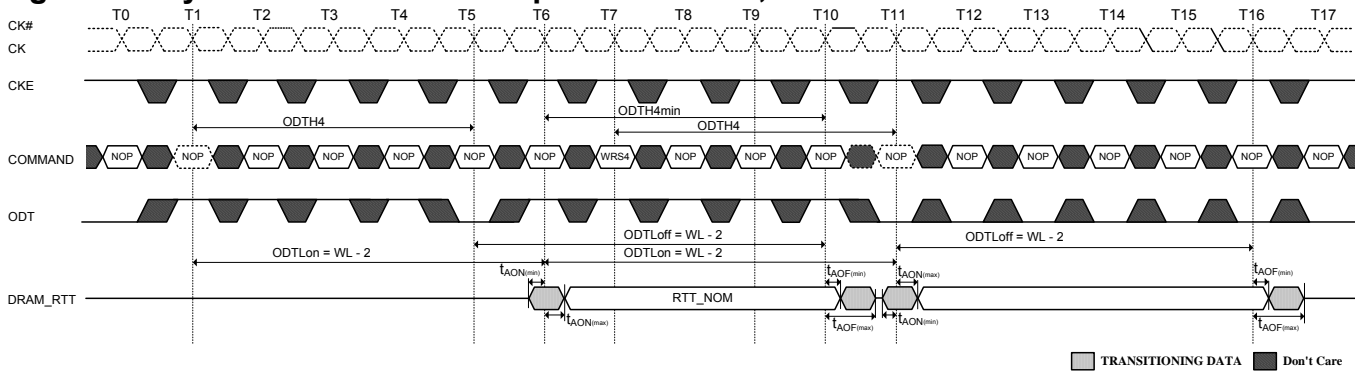 T0 T1 T2 T3 T4 T5 T6 T7 T8 T9 T10 T11 T12 T13 T14 T15 T16 T17
CK#
CK
CKE
ODTH4min
ODTH4 ODTH4
COMMAND NOP NOP NOP NOP NOP NOP NOP WRS4 NOP NOP NOP NOP NOP NOP NOP NOP NOP NOP
ODT
ODTLoff = WL - 2 ODTLoff = WL - 2
ODTLon = WL - 2 ODTLon = WL - 2
tAON(min) tAOF(min) tAON(max) tAOF(min)
DRAM_RTT RTT_NOM
tAON(max) tAOF(max) tAON(min) tAOF(max)
TRANSITIONING DATA Don't Care